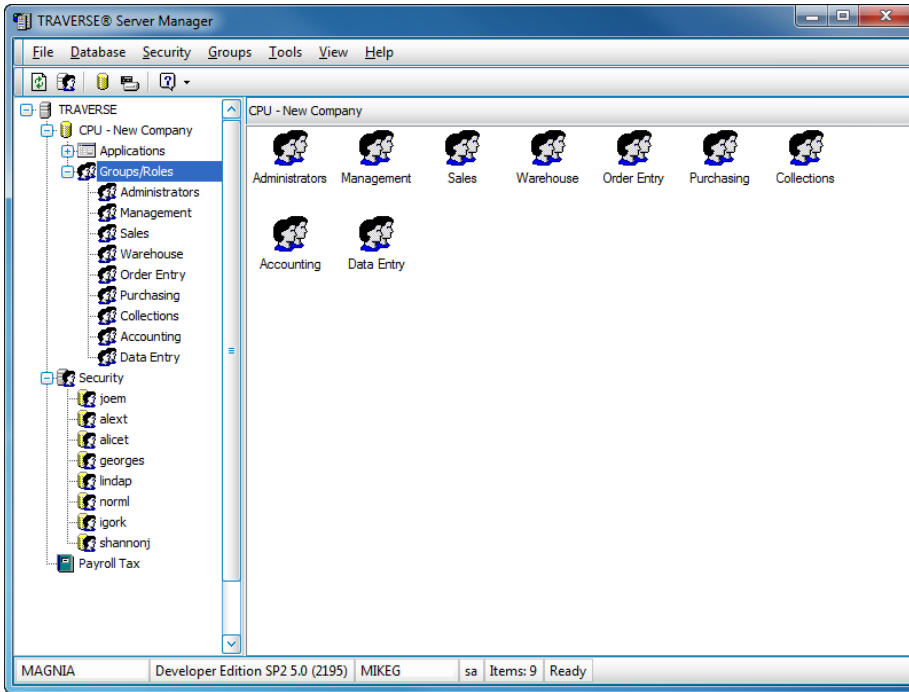 TRAVERSE® Server Manager
File Database Security Groups Tools View Help
TRAVERSE
CPU - New Company
Applications
Groups/Roles
Administrators
Management
Sales
Warehouse
Order Entry
Purchasing
Collections
Accounting
Data Entry
Security
joem
alext
alicet
georges
lindap
norml
igork
shannonj
Payroll Tax
CPU - New Company
Administrators Management Sales Warehouse Order Entry Purchasing Collections
Accounting Data Entry
MAGNIA Developer Edition SP2 5.0 (2195) MIKEG sa Items: 9 Ready